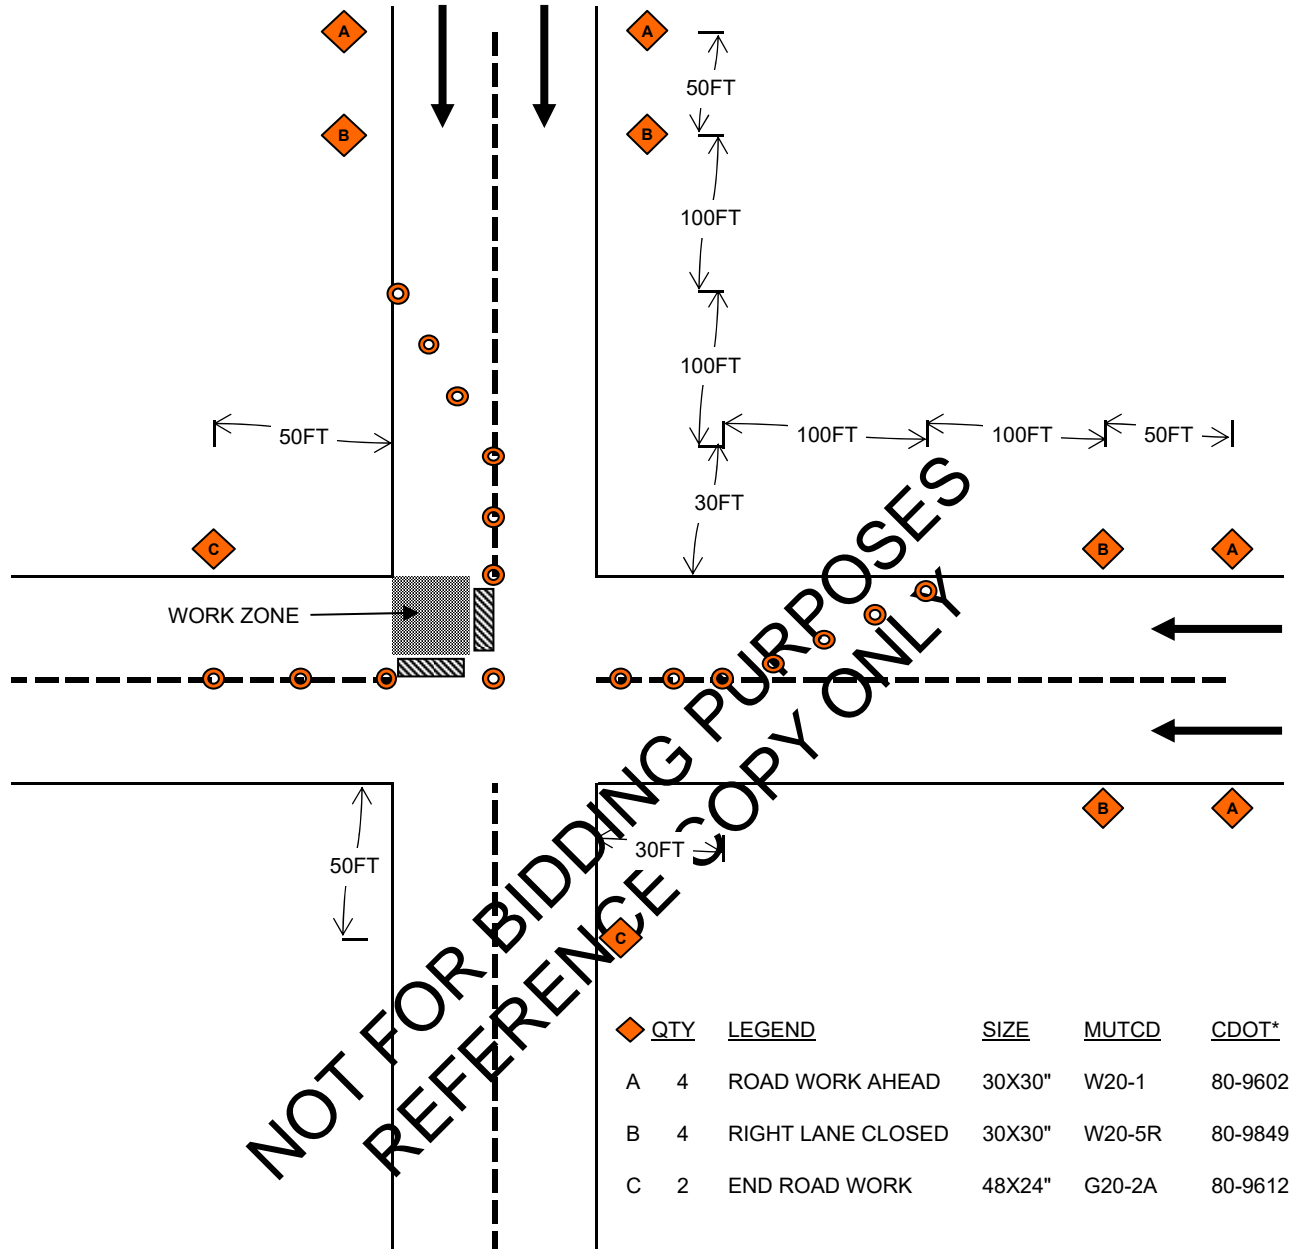 A A
50FT
B B
100FT
100FT
50FT 100FT 100FT 50FT
30FT
C B A
WORK ZONE
B A
50FT 30FT
C
NOT FOR BIDDING PURPOSES
REFERENCE COPY ONLY
QTY LEGEND SIZE MUTCD CDOT*
A 4 ROAD WORK AHEAD 30X30" W20-1 80-9602
B 4 RIGHT LANE CLOSED 30X30" W20-5R 80-9849
C 2 END ROAD WORK 48X24" G20-2A 80-9612